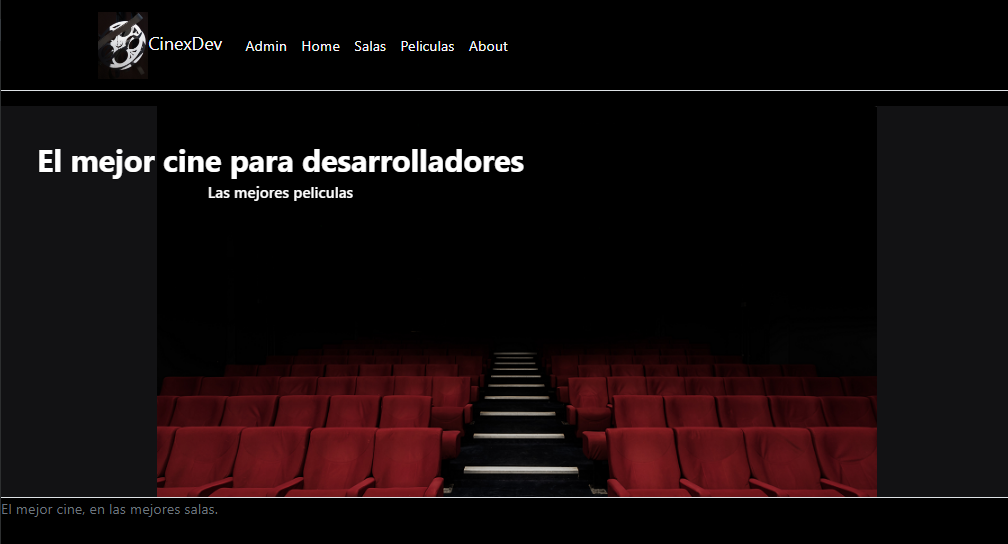 CinexDev Admin Home Salas Peliculas About
El mejor cine para desarrolladores
Las mejores peliculas
El mejor cine, en las mejores salas.